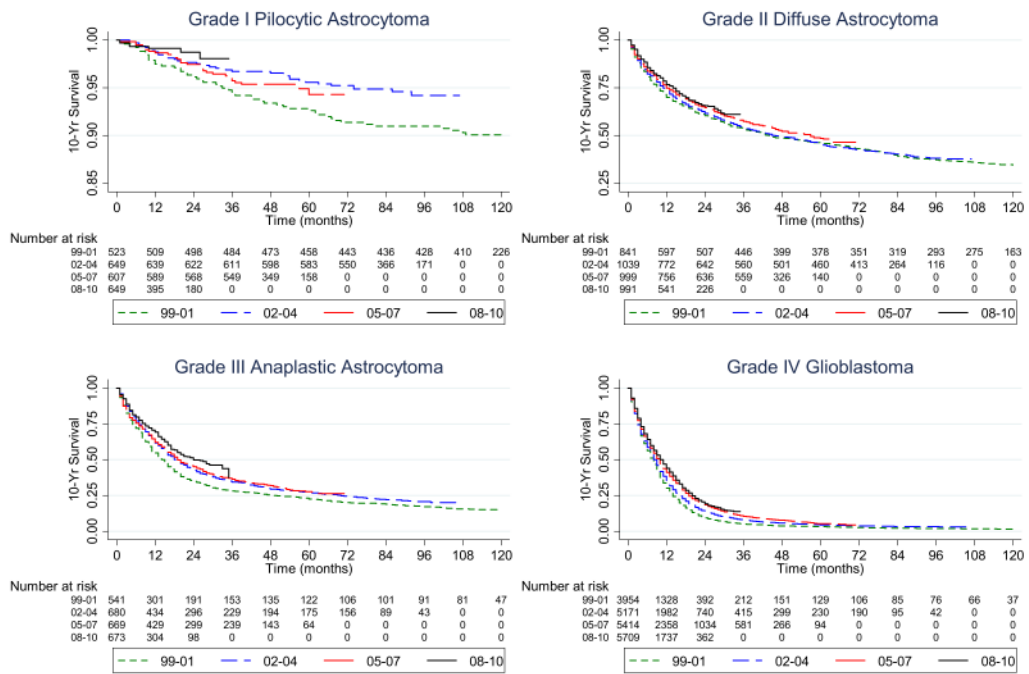 Grade I Pilocytic Astrocytoma
10-Yr Survival
1.00
0.95
0.90
0.85
0 12 24 36 48 60 72 84 96 108 120
Time (months)
Number at risk
99-01 523 509 498 484 473 458 443 436 428 410 226
02-04 649 639 622 611 598 583 550 366 171 0 0
05-07 607 589 568 549 349 158 0 0 0 0 0
08-10 649 395 180 0 0 0 0 0 0 0 0
99-01 02-04 05-07 08-10
Grade II Diffuse Astrocytoma
10-Yr Survival
1.00
0.75
0.50
0.25
0 12 24 36 48 60 72 84 96 108 120
Time (months)
Number at risk
99-01 841 597 507 446 399 378 351 319 293 275 163
02-04 1039 772 642 560 501 460 413 264 116 0 0
05-07 999 756 636 559 326 140 0 0 0 0 0
08-10 991 541 226 0 0 0 0 0 0 0 0
99-01 02-04 05-07 08-10
Grade III Anaplastic Astrocytoma
10-Yr Survival
1.00
0.75
0.50
0.25
0.00
0 12 24 36 48 60 72 84 96 108 120
Time (months)
Number at risk
99-01 541 301 191 153 135 122 106 101 91 81 47
02-04 680 434 296 229 194 175 156 89 43 0 0
05-07 669 429 299 239 143 64 0 0 0 0 0
08-10 673 304 98 0 0 0 0 0 0 0 0
99-01 02-04 05-07 08-10
Grade IV Glioblastoma
10-Yr Survival
1.00
0.75
0.50
0.25
0.00
0 12 24 36 48 60 72 84 96 108 120
Time (months)
Number at risk
99-01 3954 1328 392 212 151 129 106 85 76 66 37
02-04 5171 1982 740 415 299 230 190 95 42 0 0
05-07 5414 2358 1034 581 266 94 0 0 0 0 0
08-10 5709 1737 362 0 0 0 0 0 0 0 0
99-01 02-04 05-07 08-10